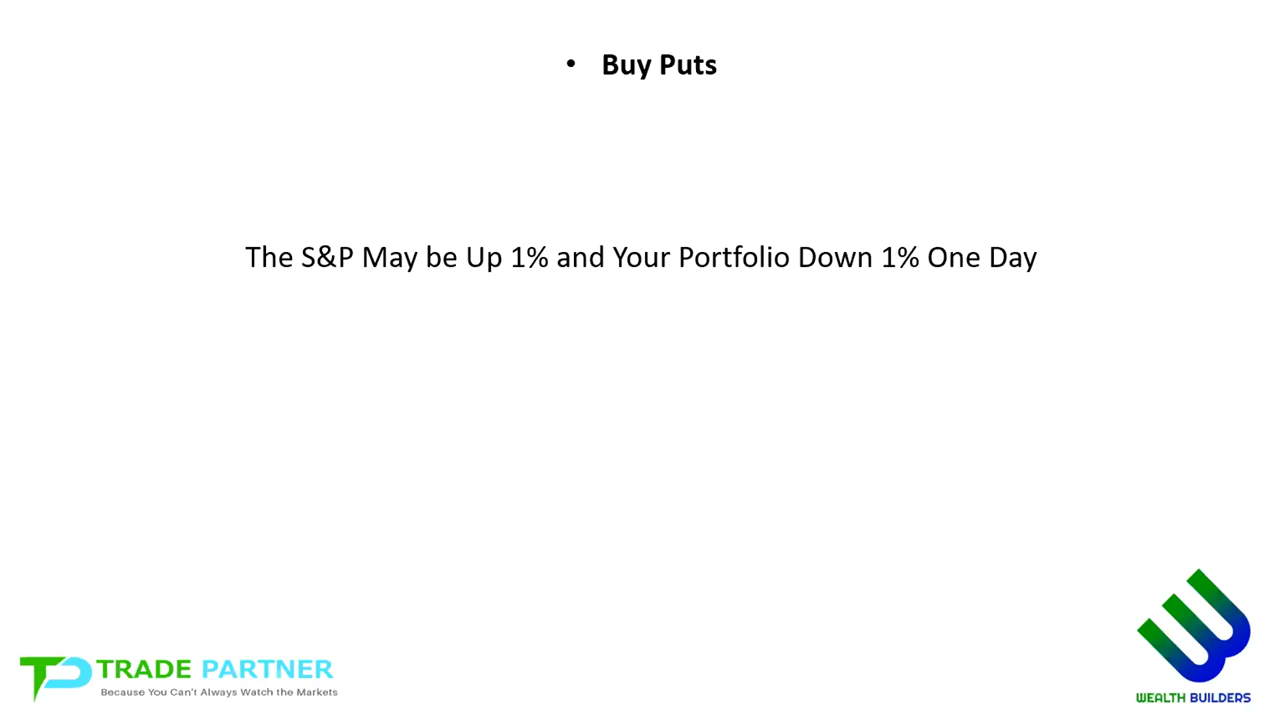 • Buy Puts
The S&P May be Up 1% and Your Portfolio Down 1% One Day
TRADE PARTNER
Because You Can't Always Watch the Markets
WEALTH BUILDERS